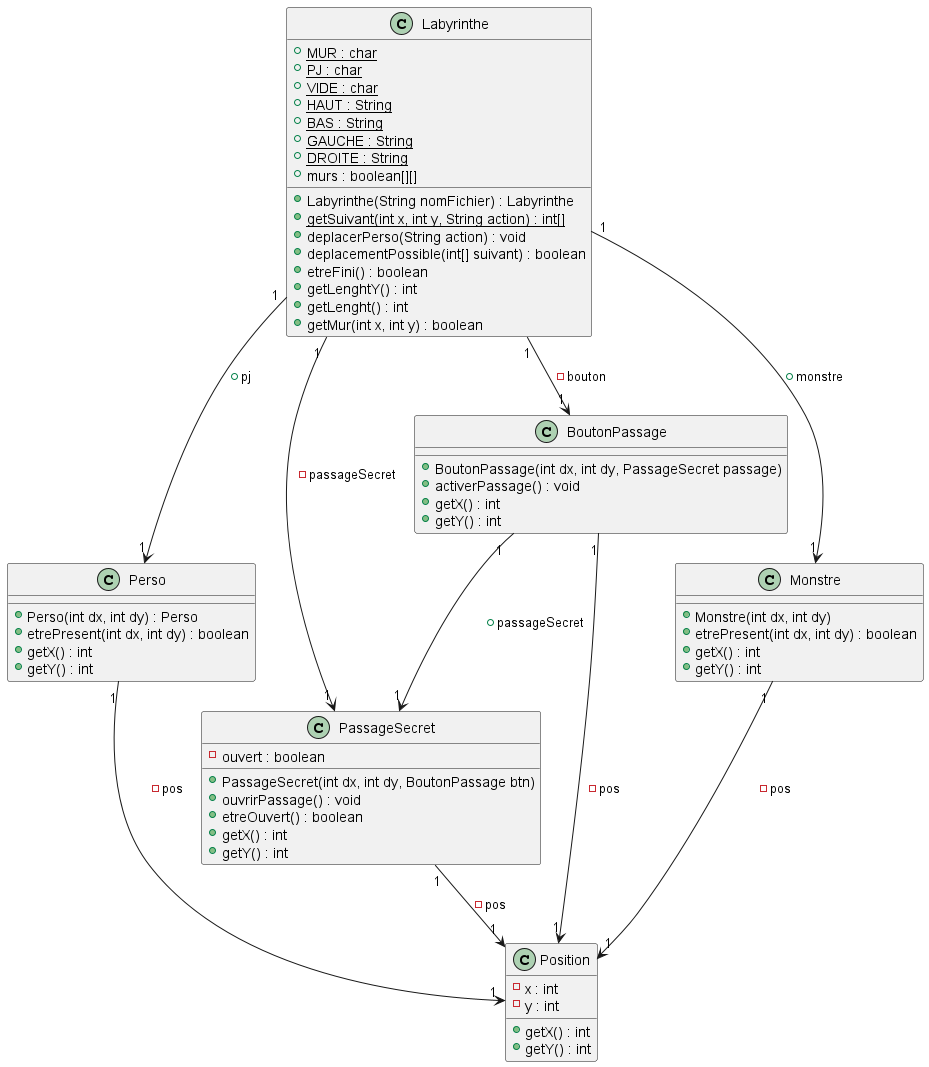 C Labyrinthe
MUR : char
PJ : char
VIDE : char
HAUT : String
BAS : String
GAUCHE : String
DROITE : String
murs : boolean[][]
Labyrinthe(String nomFichier) : Labyrinthe
getSuivant(int x, int y, String action) : int[]
deplacerPerso(String action) : void
deplacementPossible(int[] suivant) : boolean
etreFini() : boolean
getLenghtY() : int
getLenght() : int
getMur(int x, int y) : boolean
1
1
1
1
pj
bouton
monstre
1
passageSecret
C BoutonPassage
BoutonPassage(int dx, int dy, PassageSecret passage)
activerPassage() : void
getX() : int
getY() : int
1
1
1
1
C Perso
Perso(int dx, int dy) : Perso
etrePresent(int dx, int dy) : boolean
getX() : int
getY() : int
C Monstre
Monstre(int dx, int dy)
etrePresent(int dx, int dy) : boolean
getX() : int
getY() : int
passageSecret
1
1
1
1
C PassageSecret
ouvert : boolean
PassageSecret(int dx, int dy, BoutonPassage btn)
ouvrirPassage() : void
etreOuvert() : boolean
getX() : int
getY() : int
pos
pos
pos
1
pos
1
1
1
1
C Position
x : int
y : int
getX() : int
getY() : int